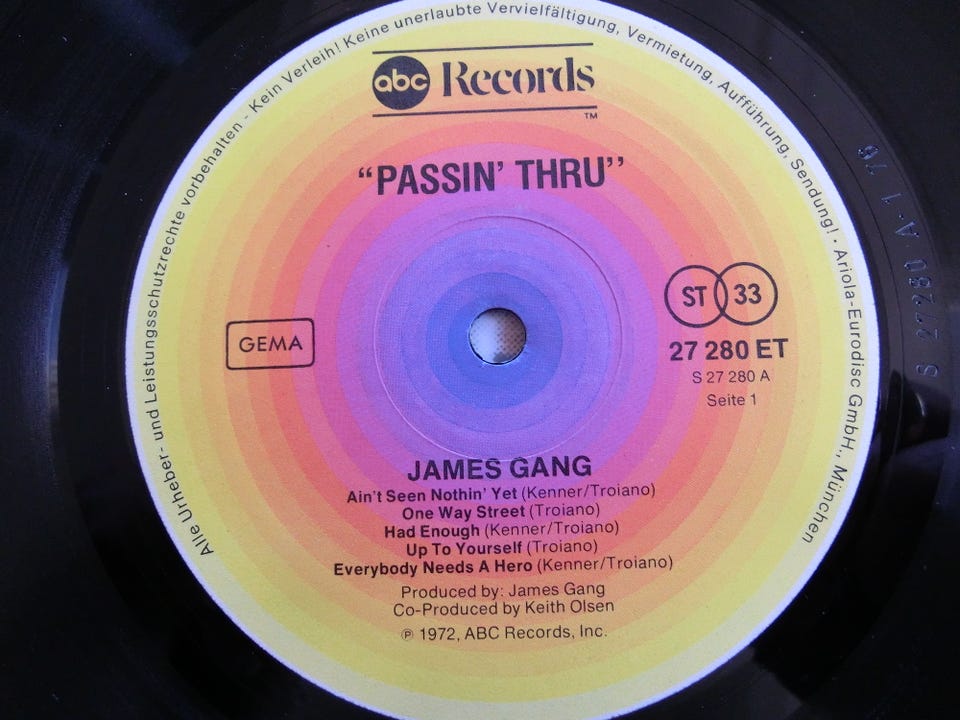 Alle Urheber- und Leistungsschutzrechte vorbehalten - Kein Verleih! Keine unerlaubte Vervielfältigung, Vermietung, Aufführung, Sendung! · Ariola-Eurodisc GmbH., München
abc Records
TM
“PASSIN’ THRU”
GEMA
ST 33
27 280 ET
S 27 280 A
Seite 1
JAMES GANG
Ain't Seen Nothin' Yet (Kenner/Troiano)
One Way Street (Troiano)
Had Enough (Kenner/Troiano)
Up To Yourself (Troiano)
Everybody Needs A Hero (Kenner/Troiano)
Produced by: James Gang
Co-Produced by Keith Olsen
℗ 1972, ABC Records, Inc.
S 27280 A-1